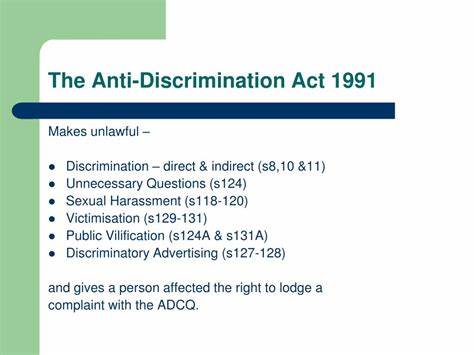 The Anti-Discrimination Act 1991
Makes unlawful –
Discrimination – direct & indirect (s8,10 &11)
Unnecessary Questions (s124)
Sexual Harassment (s118-120)
Victimisation (s129-131)
Public Vilification (s124A & s131A)
Discriminatory Advertising (s127-128)
and gives a person affected the right to lodge a
complaint with the ADCQ.